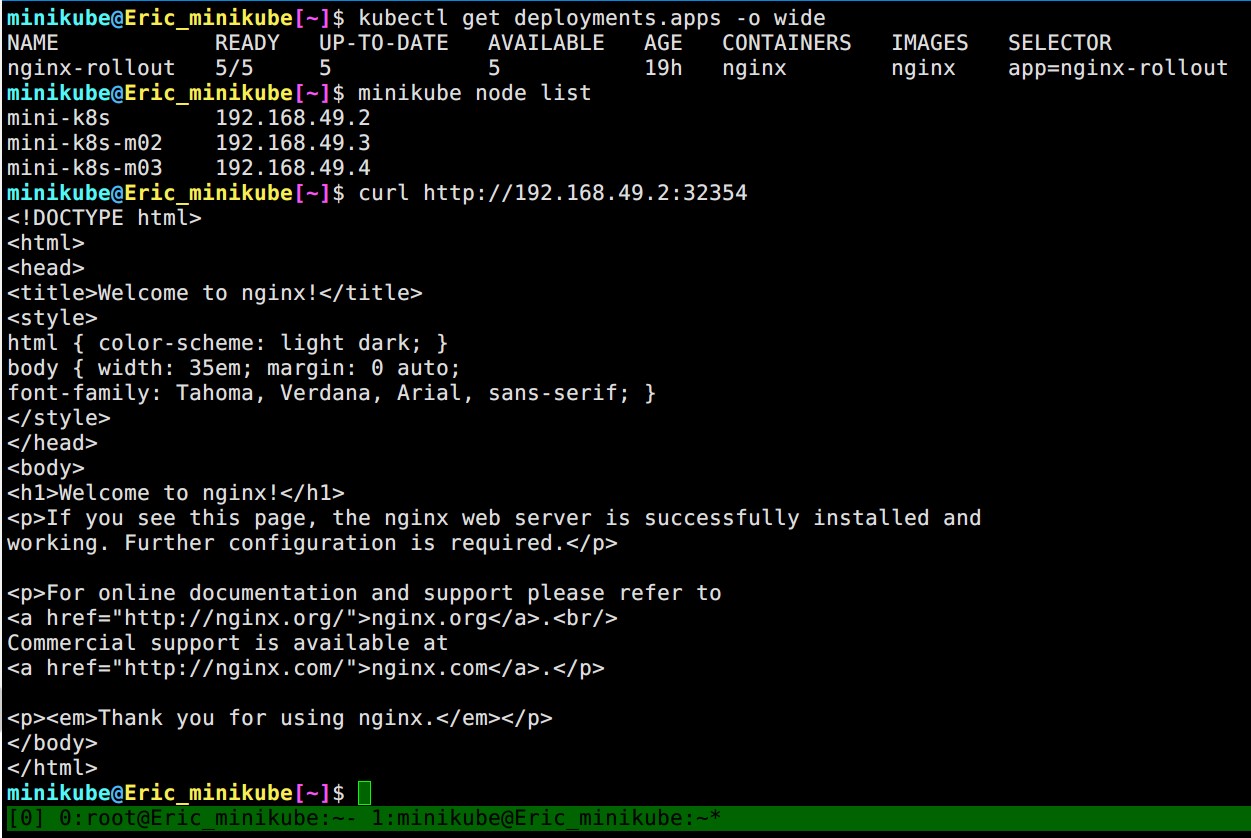 minikube@Eric_minikube[~]$ kubectl get deployments.apps -o wide
NAME            READY   UP-TO-DATE   AVAILABLE   AGE   CONTAINERS   IMAGES   SELECTOR
nginx-rollout   5/5     5            5           19h   nginx        nginx    app=nginx-rollout
minikube@Eric_minikube[~]$ minikube node list
mini-k8s        192.168.49.2
mini-k8s-m02    192.168.49.3
mini-k8s-m03    192.168.49.4
minikube@Eric_minikube[~]$ curl http://192.168.49.2:32354
<!DOCTYPE html>
<html>
<head>
<title>Welcome to nginx!</title>
<style>
html { color-scheme: light dark; }
body { width: 35em; margin: 0 auto;
font-family: Tahoma, Verdana, Arial, sans-serif; }
</style>
</head>
<body>
<h1>Welcome to nginx!</h1>
<p>If you see this page, the nginx web server is successfully installed and
working. Further configuration is required.</p>

<p>For online documentation and support please refer to
<a href="http://nginx.org/">nginx.org</a>.<br/>
Commercial support is available at
<a href="http://nginx.com/">nginx.com</a>.</p>

<p><em>Thank you for using nginx.</em></p>
</body>
</html>
minikube@Eric_minikube[~]$
[0] 0:root@Eric_minikube:~- 1:minikube@Eric_minikube:~*